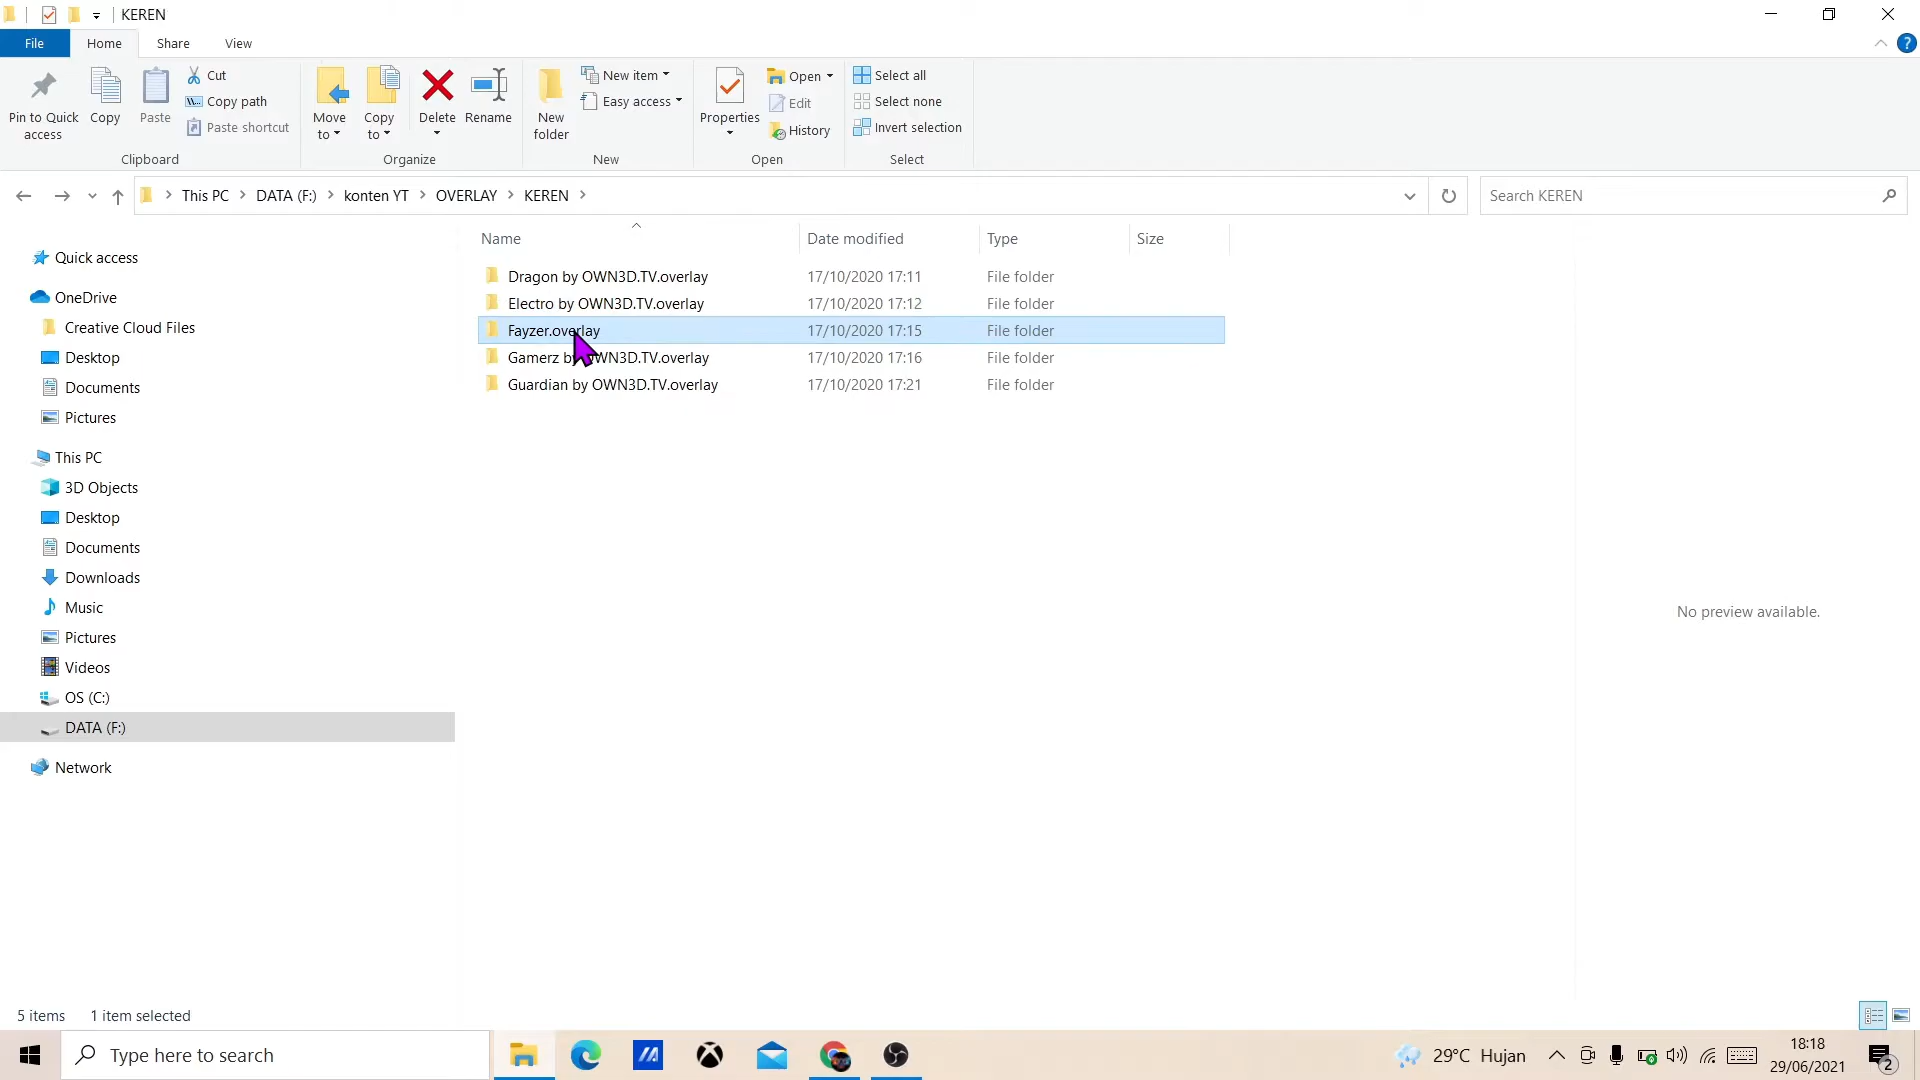 KEREN
File
Home
Share
View
Pin to Quick access
Copy
Paste
Cut
Copy path
Paste shortcut
Clipboard
Move to
Copy to
Delete
Rename
Organize
New folder
New item
Easy access
New
Properties
Open
Edit
History
Open
Select all
Select none
Invert selection
Select
This PC > DATA (F:) > konten YT > OVERLAY > KEREN >
Search KEREN
Quick access
OneDrive
Creative Cloud Files
Desktop
Documents
Pictures
This PC
3D Objects
Desktop
Documents
Downloads
Music
Pictures
Videos
OS (C:)
DATA (F:)
Network
Name Date modified Type Size
Dragon by OWN3D.TV.overlay 17/10/2020 17:11 File folder
Electro by OWN3D.TV.overlay 17/10/2020 17:12 File folder
Fayzer.overlay 17/10/2020 17:15 File folder
Gamerz by OWN3D.TV.overlay 17/10/2020 17:16 File folder
Guardian by OWN3D.TV.overlay 17/10/2020 17:21 File folder
No preview available.
5 items 1 item selected
Type here to search
29°C Hujan
18:18
29/06/2021
2